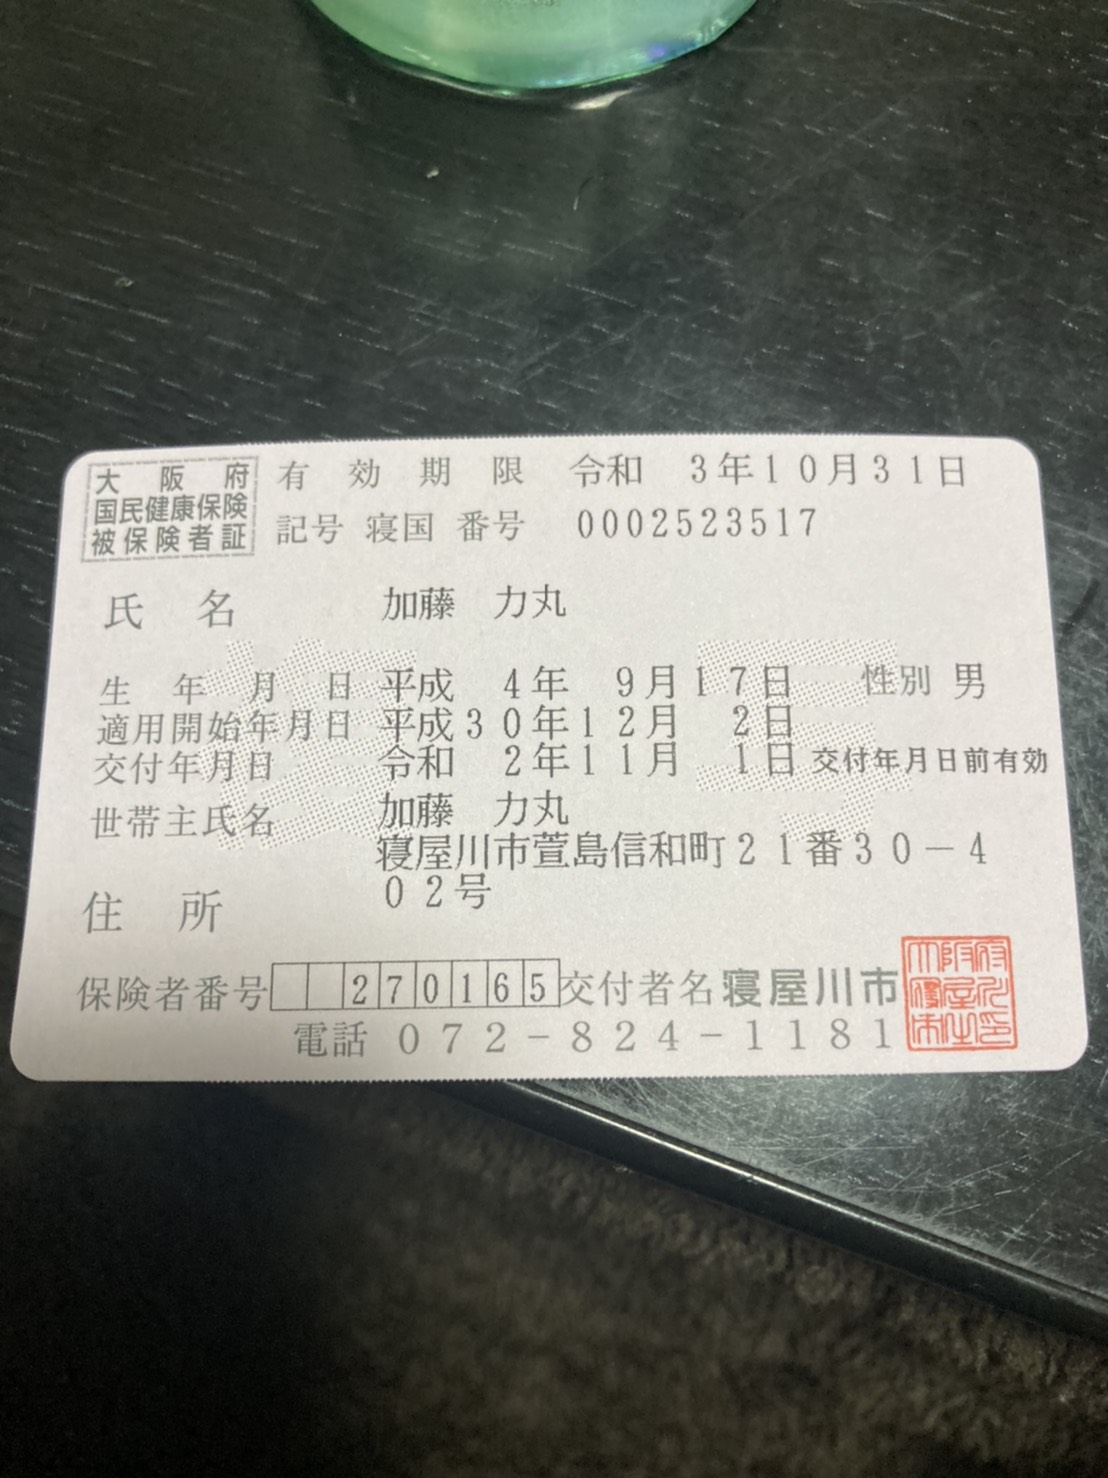 大阪府
国民健康保険
被保険者証
有効期限 令和 3年10月31日
記号 寝国 番号 0002523517
氏名 加藤 力丸
生年月日 平成 4年 9月17日 性別 男
適用開始年月日 平成30年12月 2日
交付年月日 令和 2年11月 1日 交付年月日前有効
世帯主氏名 加藤 力丸
寝屋川市萱島信和町21番30-4
02号
住所
保険者番号 270165 交付者名 寝屋川市
電話 072-824-1181